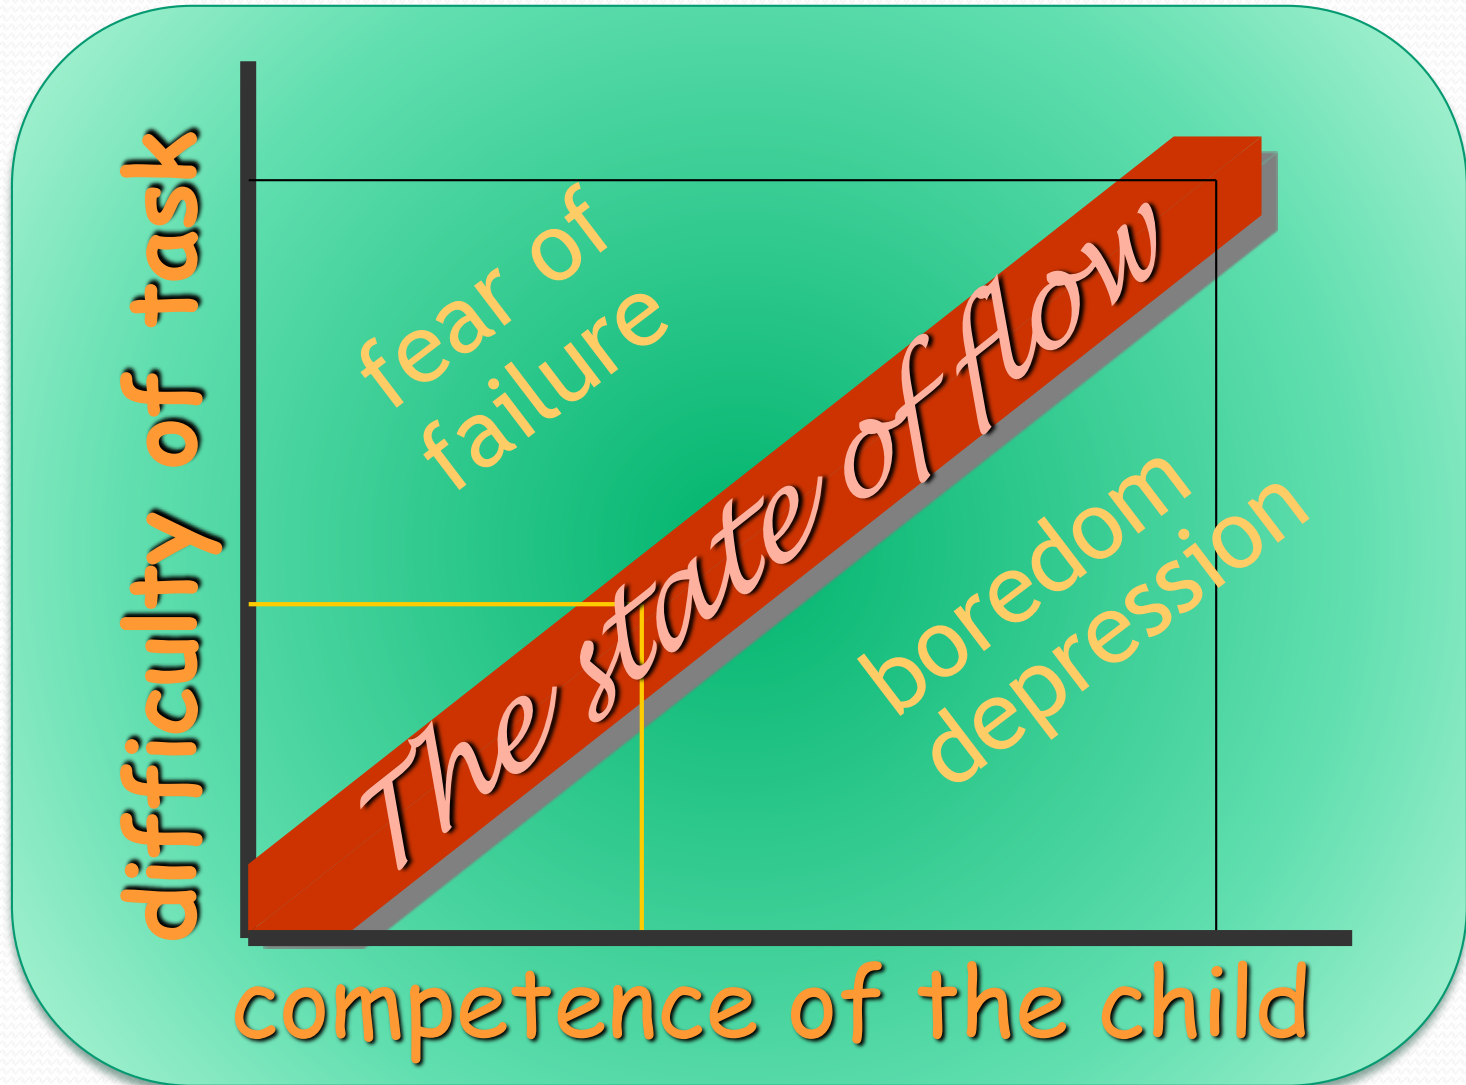 difficulty of task
fear of
failure
The state of flow
boredom
depression
competence of the child